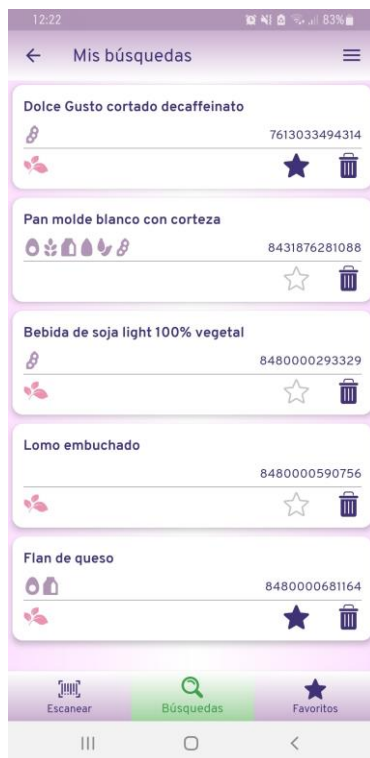 12:22 83%
Mis búsquedas
Dolce Gusto cortado decaffeinato
7613033494314
Pan molde blanco con corteza
8431876281088
Bebida de soja light 100% vegetal
8480000293329
Lomo embuchado
8480000590756
Flan de queso
8480000681164
Escanear Búsquedas Favoritos